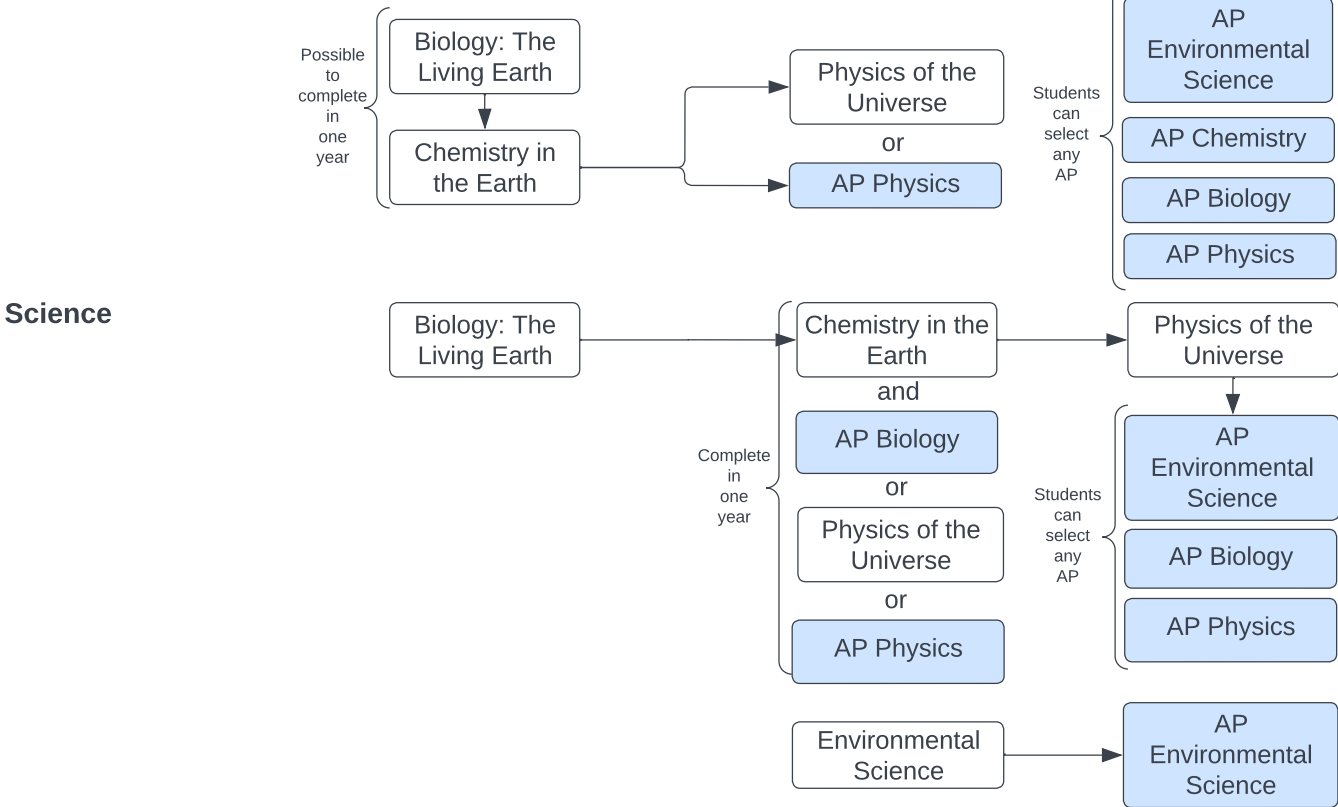 Possible
to
complete
in
one
year
Biology: The
Living Earth
Chemistry in
the Earth
Physics of the
Universe
or
AP Physics
Students
can
select
any
AP
AP
Environmental
Science
AP Chemistry
AP Biology
AP Physics
Science
Biology: The
Living Earth
Complete
in
one
year
Chemistry in the
Earth
and
AP Biology
or
Physics of the
Universe
or
AP Physics
Physics of the
Universe
Students
can
select
any
AP
AP
Environmental
Science
AP Biology
AP Physics
Environmental
Science
AP
Environmental
Science